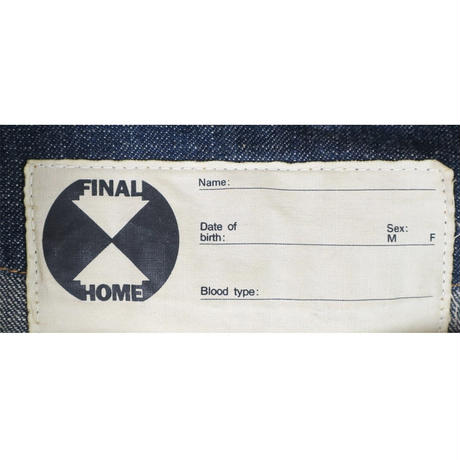 FINAL
HOME
Name:
Date of
birth:
Sex:
M F
Blood type: